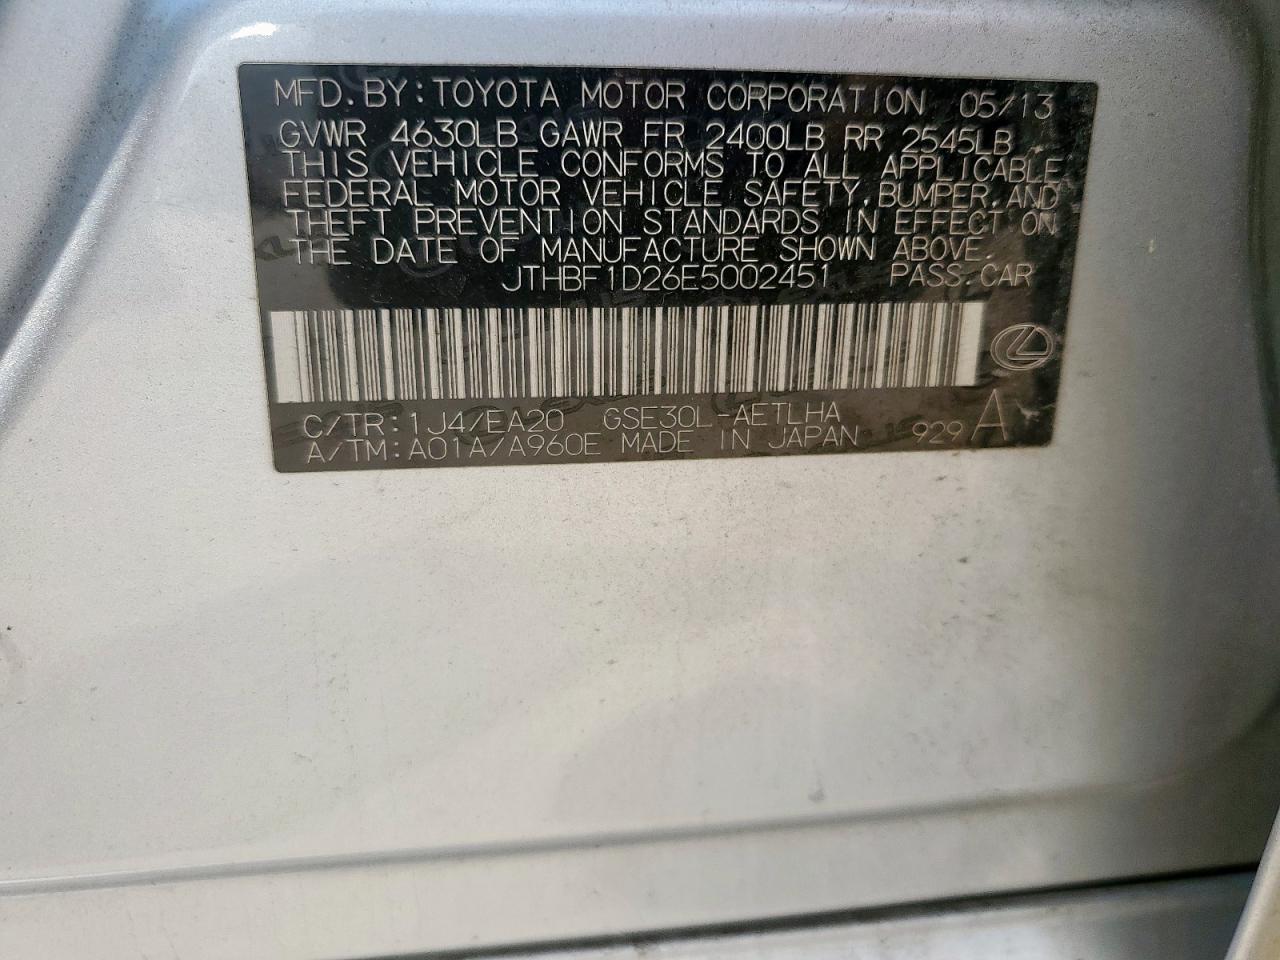 MFD. BY: TOYOTA MOTOR CORPORATION 05/13
GVWR 4630LB GAWR FR 2400LB RR 2545LB
THIS VEHICLE CONFORMS TO ALL APPLICABLE
FEDERAL MOTOR VEHICLE SAFETY, BUMPER, AND
THEFT PREVENTION STANDARDS IN EFFECT ON
THE DATE OF MANUFACTURE SHOWN ABOVE.
JTHBF1D26E5002451 PASS. CAR
C/TR: 1J4/EA20 GSE30L-AETLHA
A/TM: A01A/A960E MADE IN JAPAN 929 A